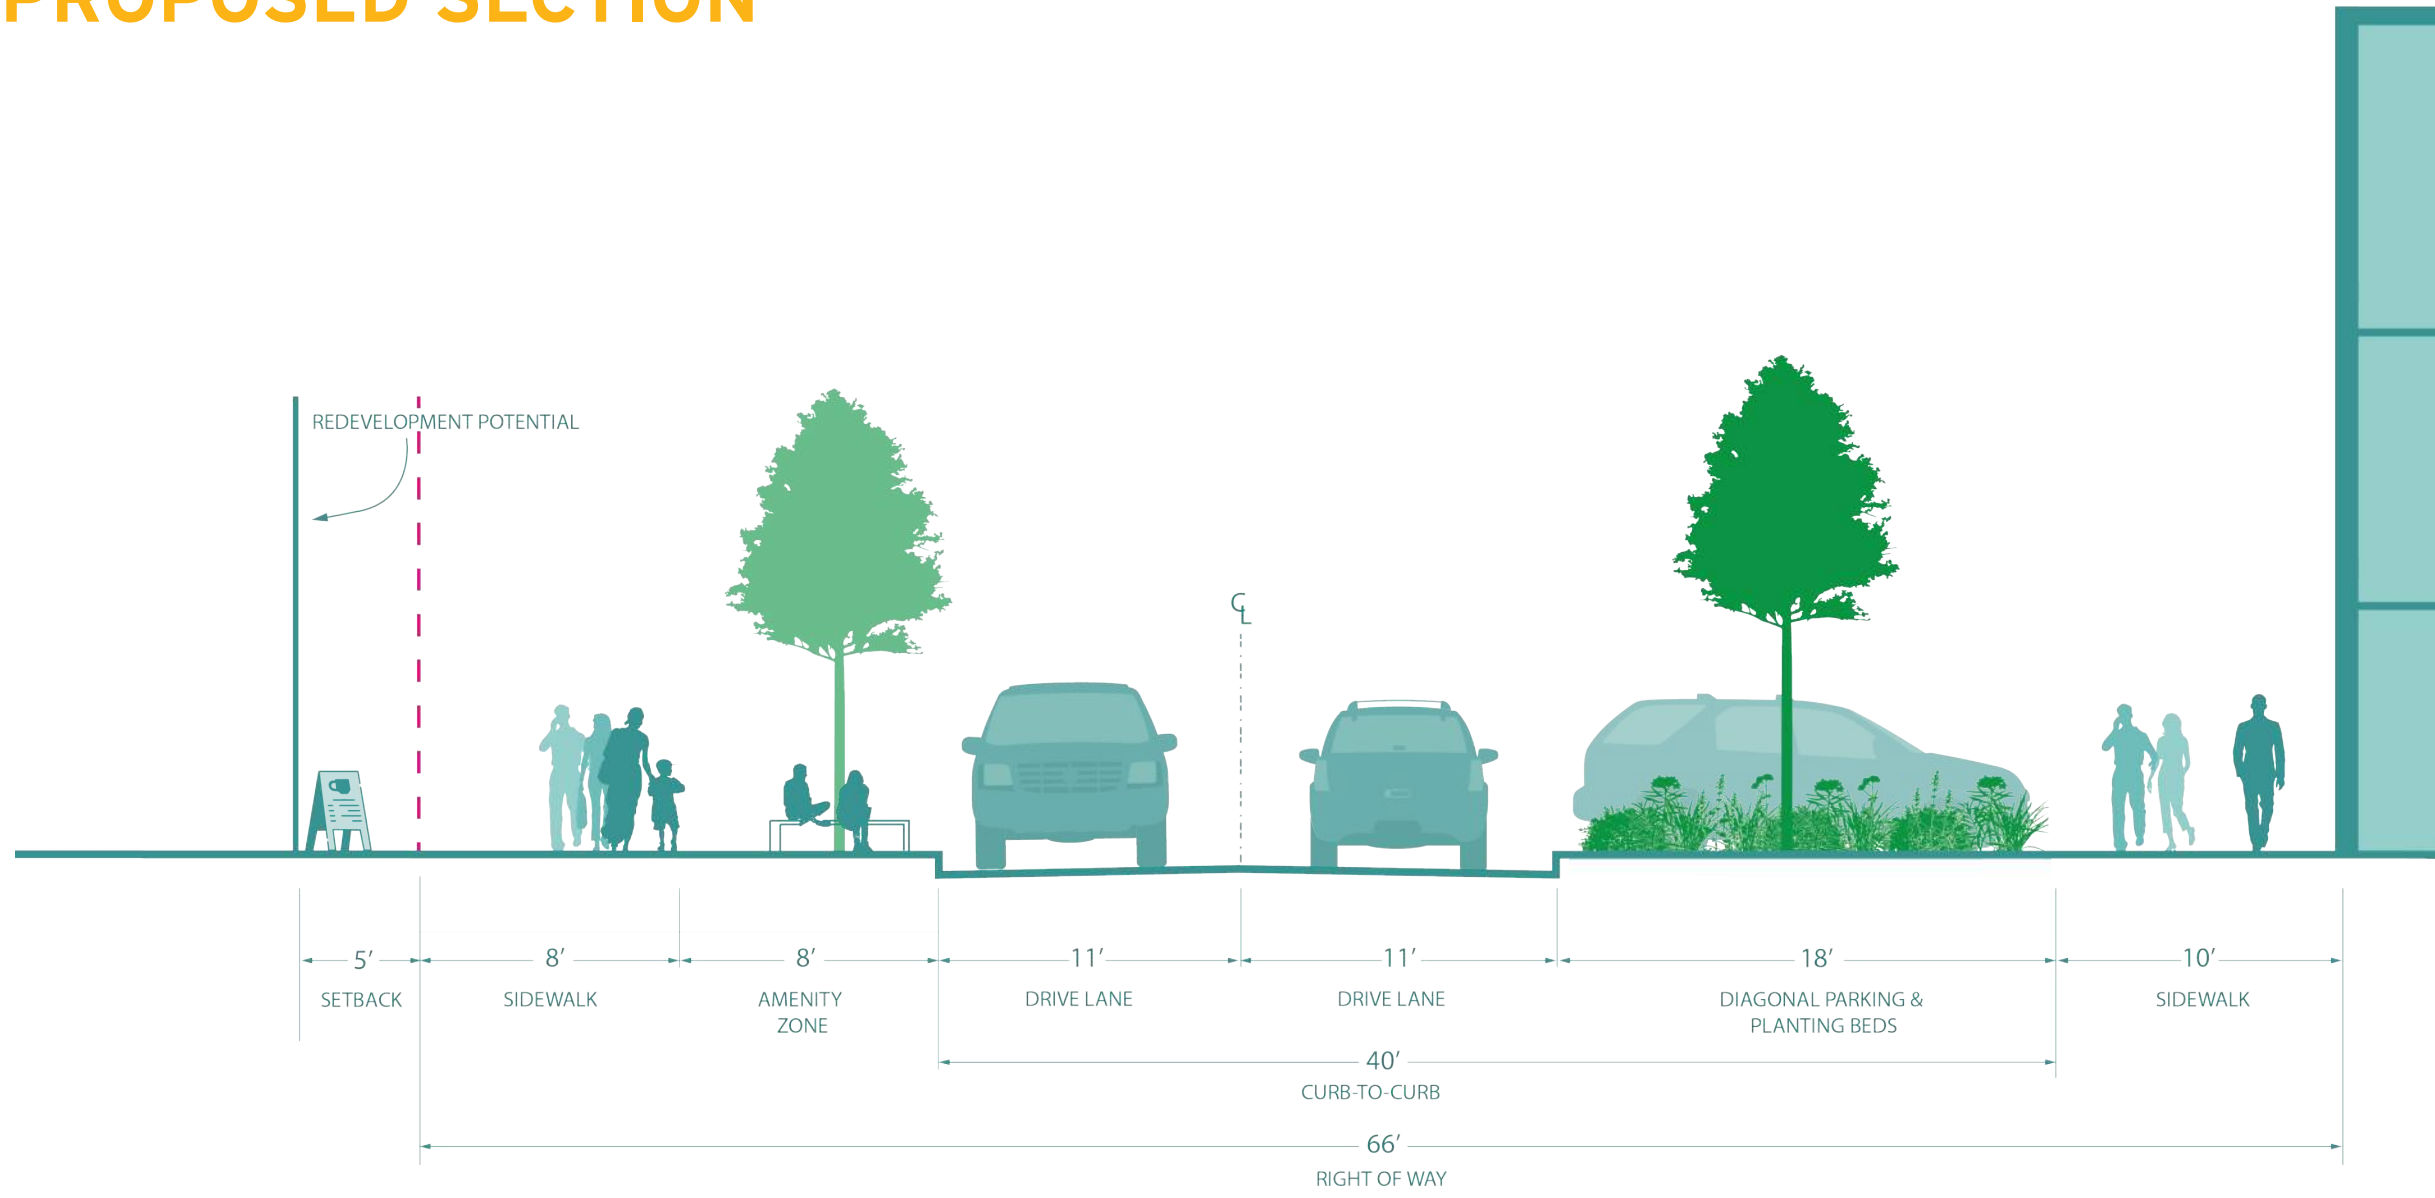 PROPOSED SECTION
REDEVELOPMENT POTENTIAL
CL
5’ 8’ 8’ 11’ 11’ 18’ 10’
SETBACK SIDEWALK AMENITY DRIVE LANE DRIVE LANE DIAGONAL PARKING & SIDEWALK
ZONE PLANTING BEDS
40’
CURB-TO-CURB
66’
RIGHT OF WAY